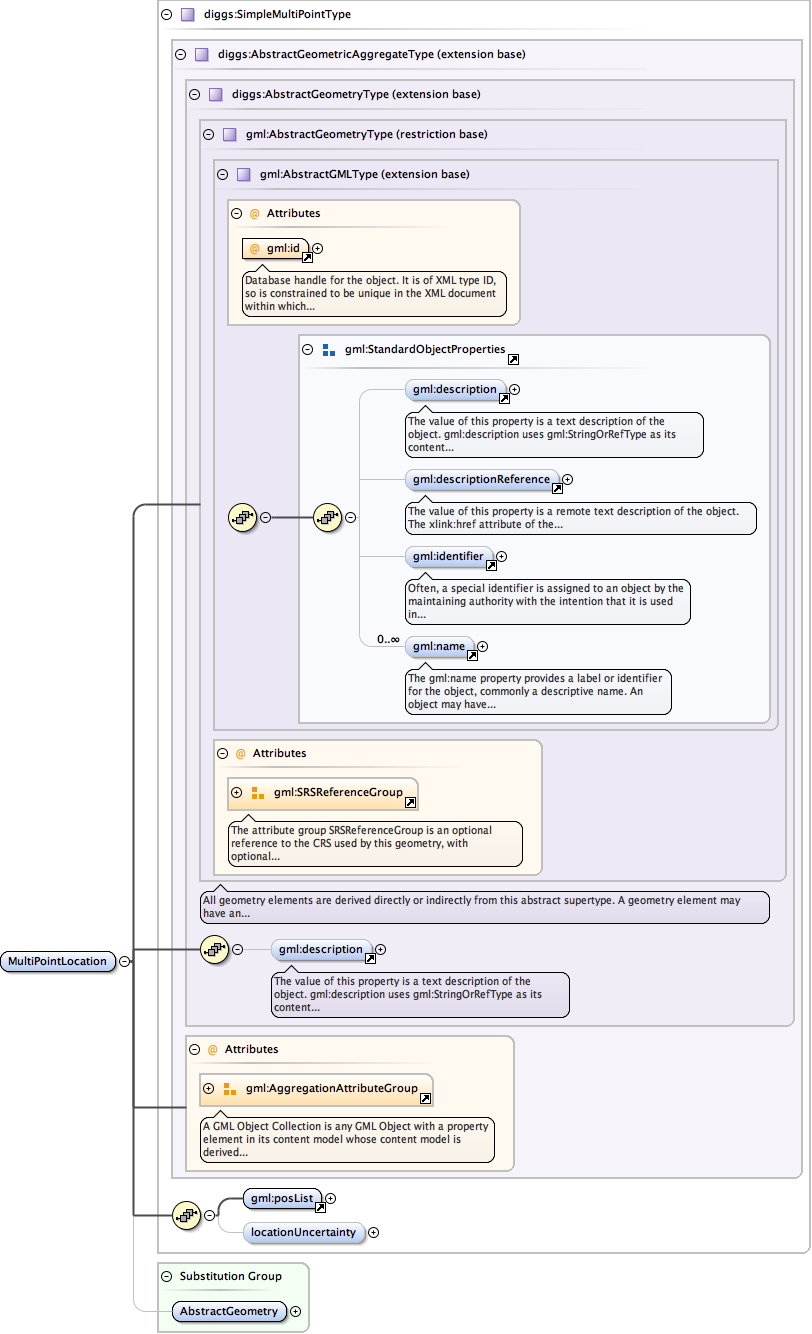 diggs:SimpleMultiPointType
diggs:AbstractGeometricAggregateType (extension base)
diggs:AbstractGeometryType (extension base)
gml:AbstractGeometryType (restriction base)
gml:AbstractGMLType (extension base)
@ Attributes
@ gml:id
Database handle for the object. It is of XML type ID,
so is constrained to be unique in the XML document
within which...
gml:StandardObjectProperties
gml:description
The value of this property is a text description of the
object. gml:description uses gml:StringOrRefType as its
content...
gml:descriptionReference
The value of this property is a remote text description of the object.
The xlink:href attribute of the...
gml:identifier
Often, a special identifier is assigned to an object by the
maintaining authority with the intention that it is used
in...
0..∞
gml:name
The gml:name property provides a label or identifier
for the object, commonly a descriptive name. An
object may have...
@ Attributes
gml:SRSReferenceGroup
The attribute group SRSReferenceGroup is an optional
reference to the CRS used by this geometry, with
optional...
All geometry elements are derived directly or indirectly from this abstract supertype. A geometry element may
have an...
MultiPointLocation
gml:description
The value of this property is a text description of the
object. gml:description uses gml:StringOrRefType as its
content...
@ Attributes
gml:AggregationAttributeGroup
A GML Object Collection is any GML Object with a property
element in its content model whose content model is
derived...
gml:posList
locationUncertainty
Substitution Group
AbstractGeometry